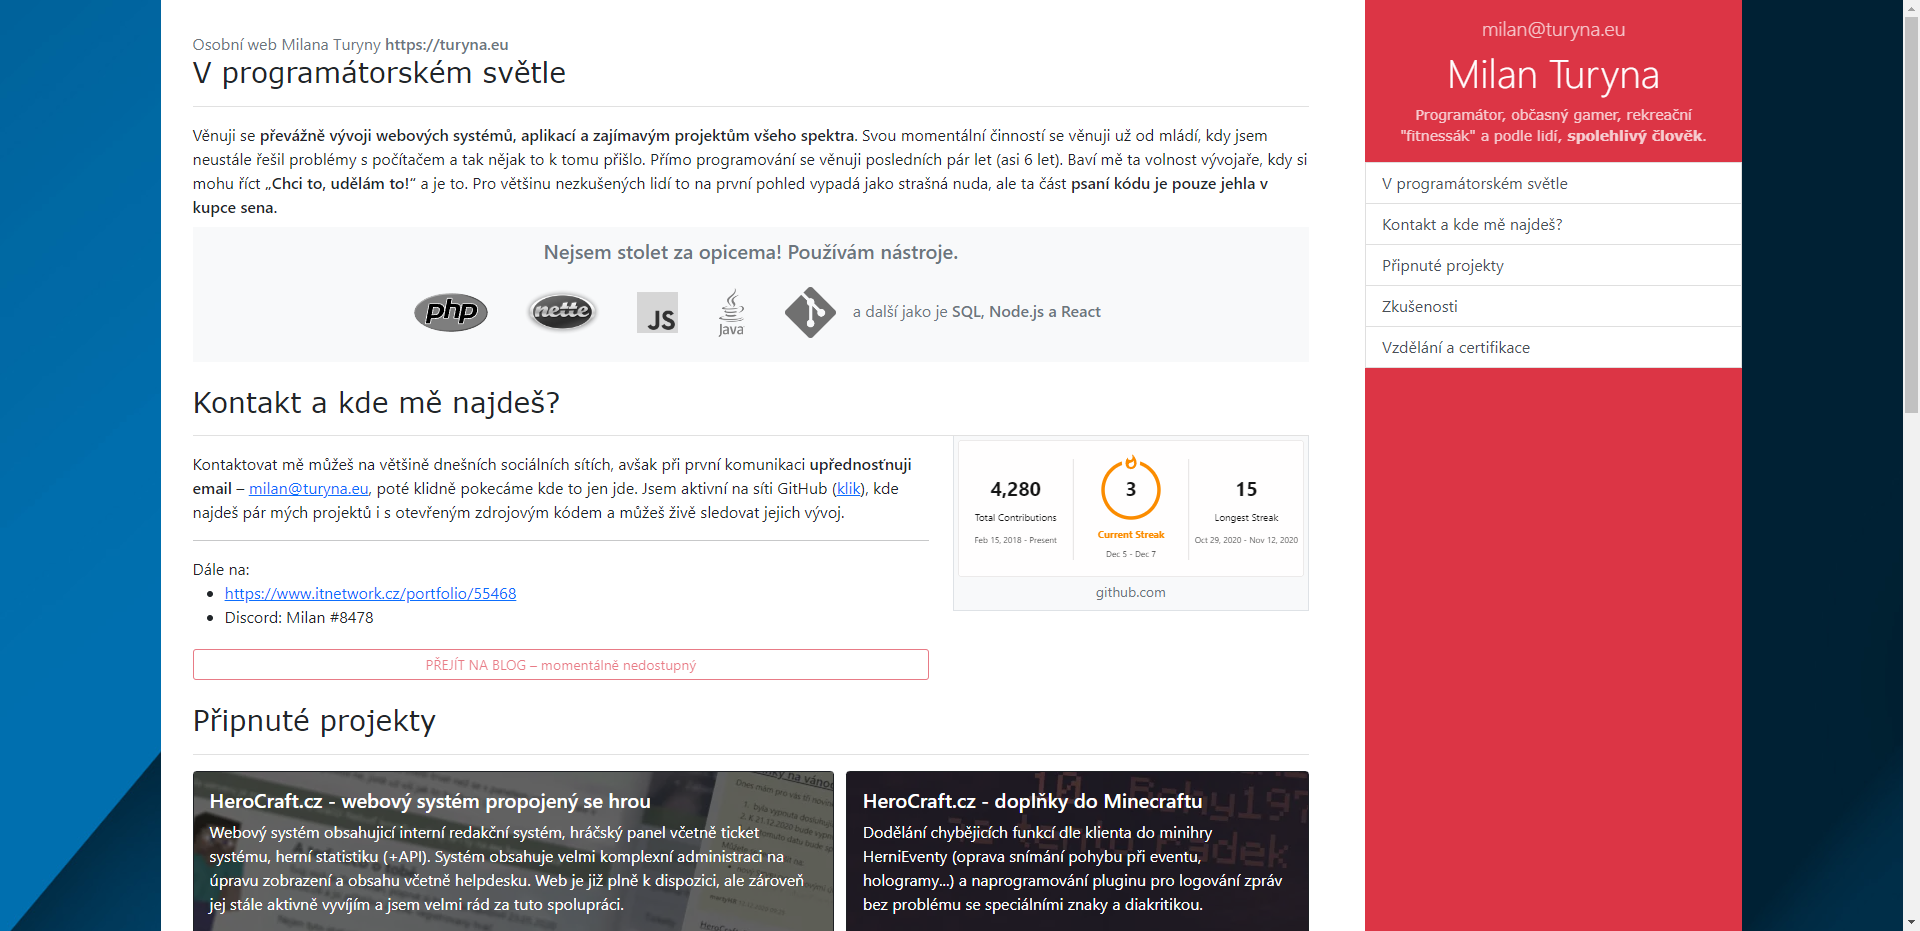 Osobní web Milana Turyny https://turyna.eu
V programátorském světle
Věnuji se převážně vývoji webových systémů, aplikací a zajímavým projektům všeho spektra. Svou momentální činností se věnuji už od mládí, kdy jsem
neustále řešil problémy s počítačem a tak nějak to k tomu přišlo. Přímo programování se věnuji posledních pár let (asi 6 let). Baví mě ta volnost vývojaře, kdy si
mohu říct „Chci to, udělám to!“ a je to. Pro většinu nezkušených lidí to na první pohled vypadá jako strašná nuda, ale ta část psaní kódu je pouze jehla v
kupce sena.
Nejsem stolet za opicema! Používám nástroje.
php nette JS Java a další jako je SQL, Node.js a React
Kontakt a kde mě najdeš?
Kontaktovat mě můžeš na většině dnešních sociálních sítích, avšak při první komunikaci upřednosťnuji
email – milan@turyna.eu, poté klidně pokecáme kde to jen jde. Jsem aktivní na síti GitHub (klik), kde
najdeš pár mých projektů i s otevřeným zdrojovým kódem a můžeš živě sledovat jejich vývoj.
Dále na:
https://www.itnetwork.cz/portfolio/55468
Discord: Milan #8478
PŘEJÍT NA BLOG – momentálně nedostupný
4,280
Total Contributions
Feb 15, 2018 - Present
3
Current Streak
Dec 5 - Dec 7
15
Longest Streak
Oct 29, 2020 - Nov 12, 2020
github.com
Připnuté projekty
HeroCraft.cz - webový systém propojený se hrou
Webový systém obsahujicí interní redakční systém, hráčský panel včetně ticket
systému, herní statistiku (+API). Systém obsahuje velmi komplexní administraci na
úpravu zobrazení a obsahu včetně helpdesku. Web je již plně k dispozici, ale zároveň
jej stále aktivně vyvíjím a jsem velmi rád za tuto spolupráci.
HeroCraft.cz - doplňky do Minecraftu
Dodělání chybějicích funkcí dle klienta do minihry
HerniEventy (oprava snímání pohybu při eventu,
hologramy...) a naprogramování pluginu pro logování zpráv
bez problému se speciálními znaky a diakritikou.
milan@turyna.eu
Milan Turyna
Programátor, občasný gamer, rekreační
"fitnessák" a podle lidí, spolehlivý člověk.
V programátorském světle
Kontakt a kde mě najdeš?
Připnuté projekty
Zkušenosti
Vzdělání a certifikace